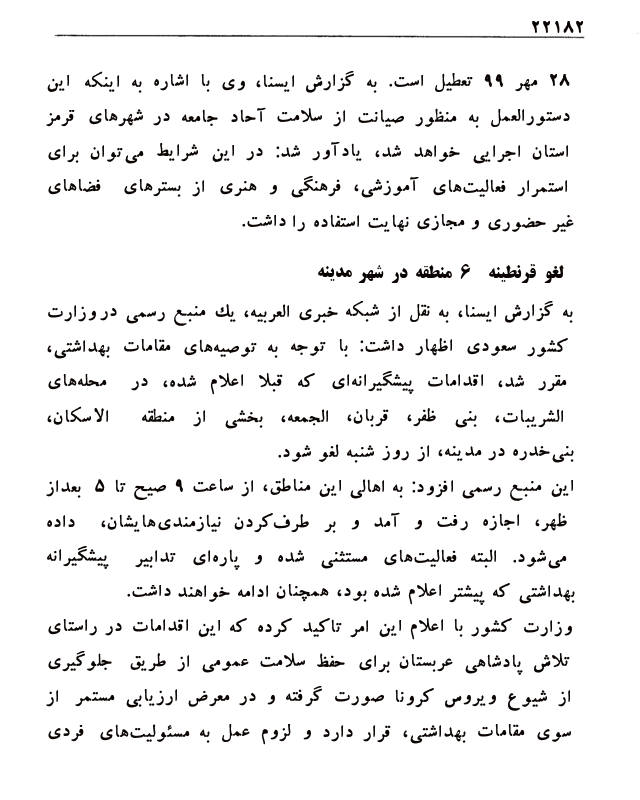 ۲۲۱۸۲
۲۸ مهر ۹۹ تعطیل است. به گزارش ایسنا، وی با اشاره به اینکه این
دستورالعمل به منظور صیانت از سلامت آحاد جامعه در شهرهای قرمز
استان اجرایی خواهد شد، یادآور شد: در این شرایط می‌توان برای
استمرار فعالیت‌های آموزشی، فرهنگی و هنری از بسترهای فضاهای
غیر حضوری و مجازی نهایت استفاده را داشت.
لغو قرنطینه ۶ منطقه در شهر مدینه
به گزارش ایسنا، به نقل از شبکه خبری العربیه، یك منبع رسمی در وزارت
کشور سعودی اظهار داشت: با توجه به توصیه‌های مقامات بهداشتی،
مقرر شد، اقدامات پیشگیرانه‌ای که قبلا اعلام شده، در محله‌های
الشریبات، بنی ظفر، قربان، الجمعه، بخشی از منطقه الاسکان،
بنی‌خدره در مدینه، از روز شنبه لغو شود.
این منبع رسمی افزود: به اهالی این مناطق، از ساعت ۹ صیح تا ۵ بعداز
ظهر، اجازه رفت و آمد و بر طرف‌کردن نیازمندی‌هایشان، داده
می‌شود. البته فعالیت‌های مستثنی شده و پاره‌ای تدابیر پیشگیرانه
بهداشتی که پیشتر اعلام شده بود، همچنان ادامه خواهند داشت.
وزارت کشور با اعلام این امر تاکید کرده که این اقدامات در راستای
تلاش پادشاهی عربستان برای حفظ سلامت عمومی از طریق جلوگیری
از شیوع ویروس کرونا صورت گرفته و در معرض ارزیابی مستمر از
سوی مقامات بهداشتی، قرار دارد و لزوم عمل به مسئولیت‌های فردی